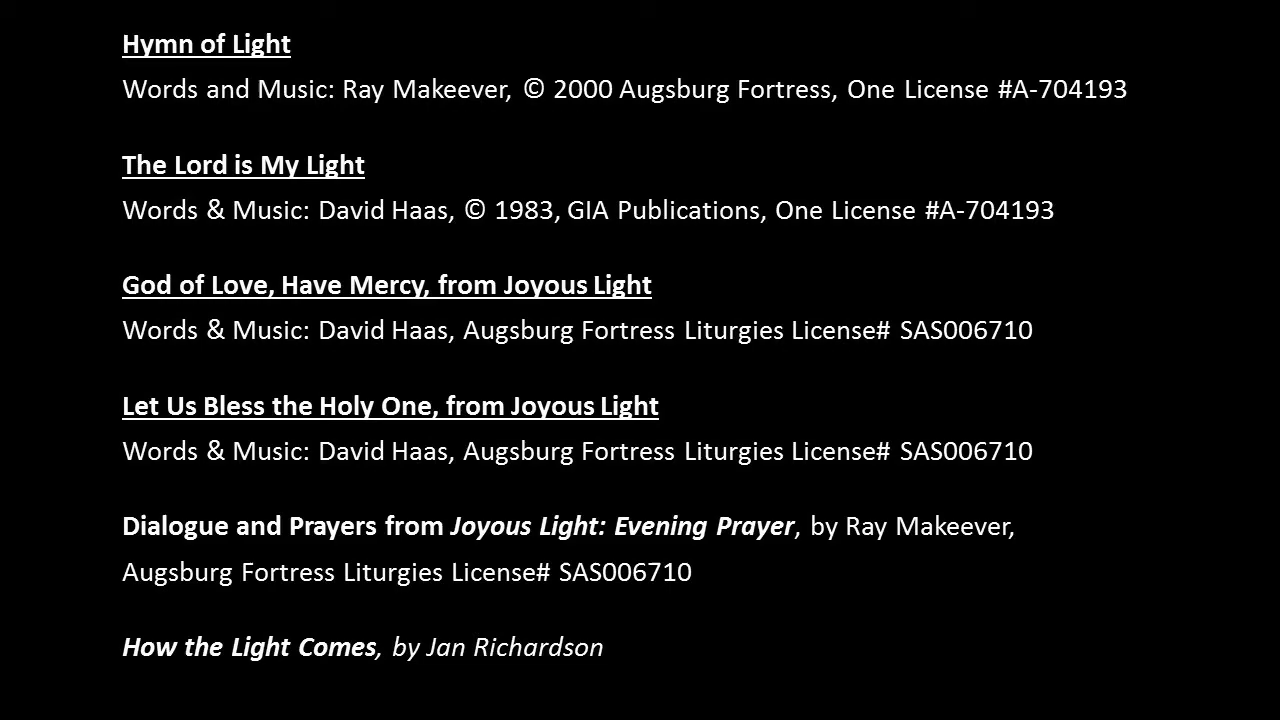 Hymn of Light
Words and Music: Ray Makeever, © 2000 Augsburg Fortress, One License #A-704193
The Lord is My Light
Words & Music: David Haas, © 1983, GIA Publications, One License #A-704193
God of Love, Have Mercy, from Joyous Light
Words & Music: David Haas, Augsburg Fortress Liturgies License# SAS006710
Let Us Bless the Holy One, from Joyous Light
Words & Music: David Haas, Augsburg Fortress Liturgies License# SAS006710
Dialogue and Prayers from Joyous Light: Evening Prayer, by Ray Makeever,
Augsburg Fortress Liturgies License# SAS006710
How the Light Comes, by Jan Richardson